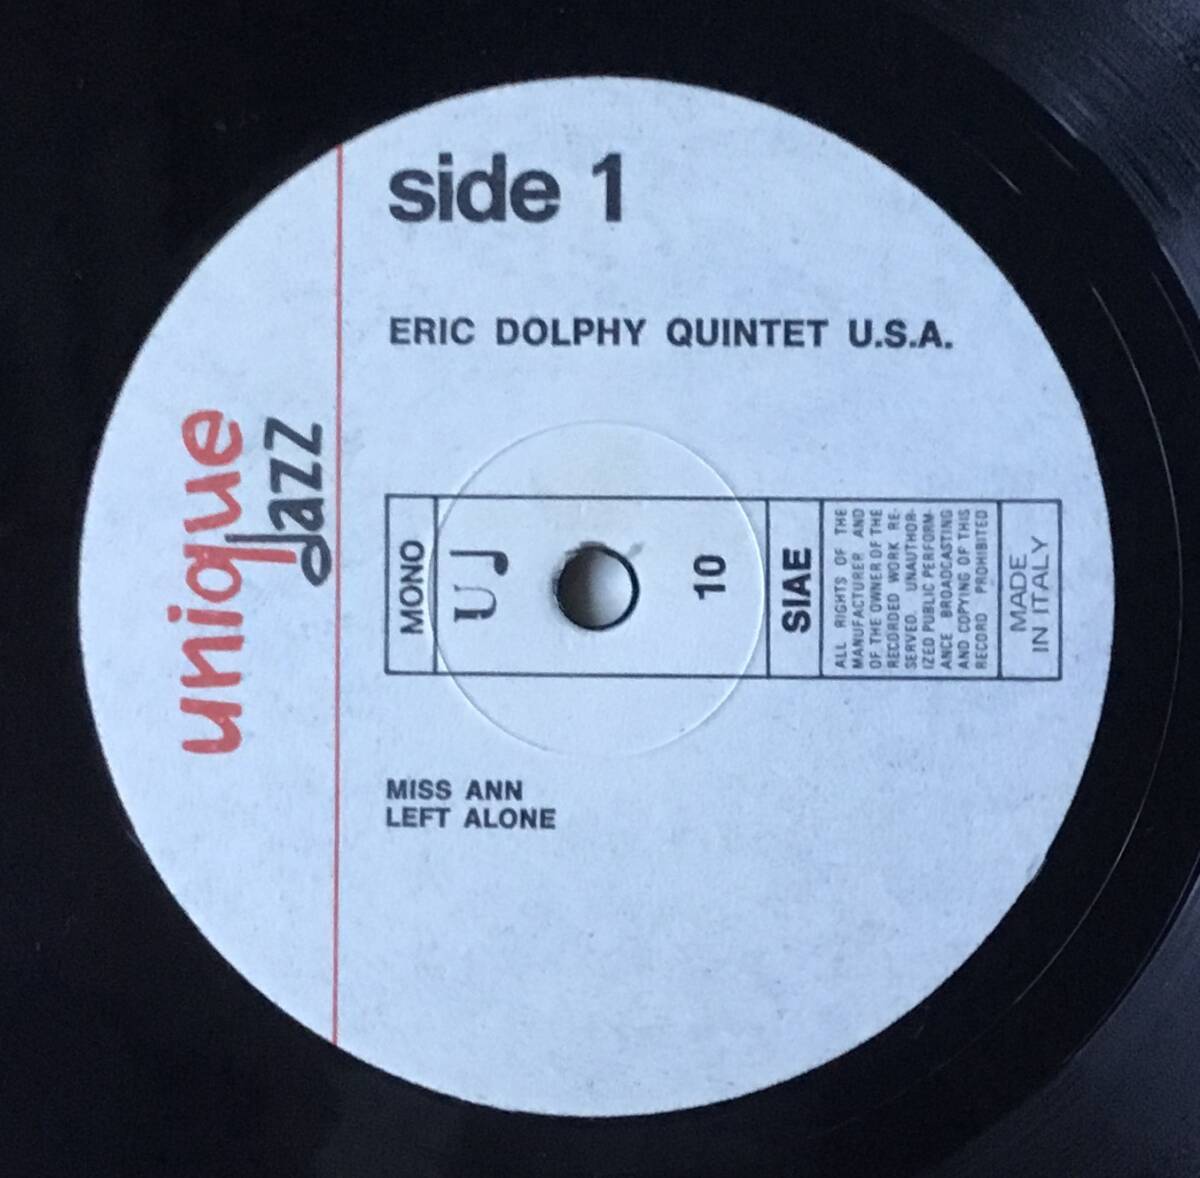 side 1
ERIC DOLPHY QUINTET U.S.A.
unique
Jazz
MONO
UJ
10
SIAE
ALL RIGHTS OF THE
MANUFACTURER AND
OF THE OWNER OF THE
RECORDED WORK RE-
SERVED. UNAUTHOR-
IZED PUBLIC PERFORM-
ANCE BROADCASTING
AND COPYING OF THIS
RECORD PROHIBITED
MADE
IN ITALY
MISS ANN
LEFT ALONE